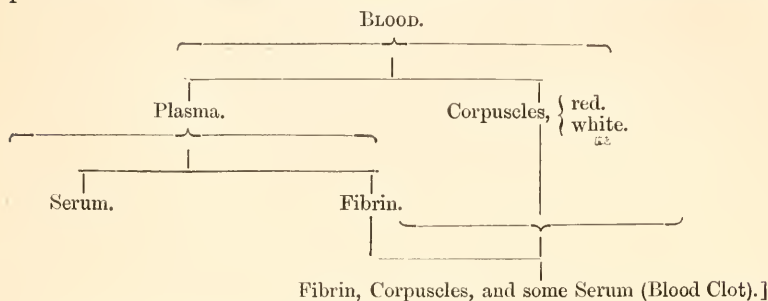 BLOOD.
Plasma.
Corpuscles, { red.
white.
Serum.
Fibrin.
Fibrin, Corpuscles, and some Serum (Blood Clot).]